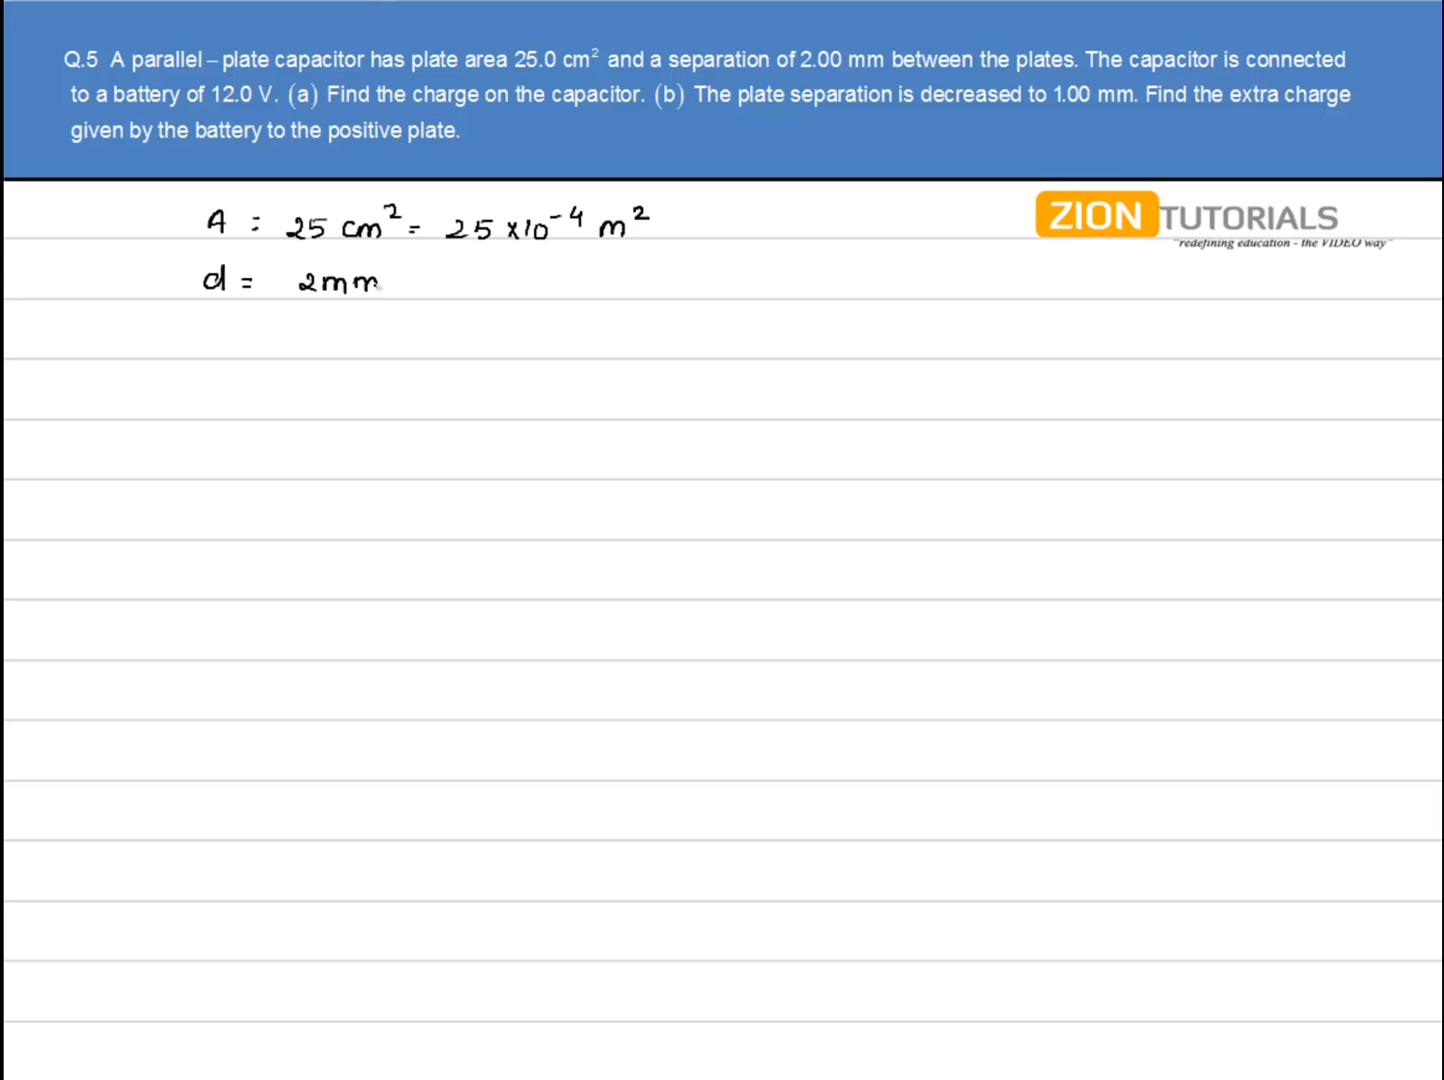 Q.5 A parallel – plate capacitor has plate area 25.0 cm² and a separation of 2.00 mm between the plates. The capacitor is connected
to a battery of 12.0 V. (a) Find the charge on the capacitor. (b) The plate separation is decreased to 1.00 mm. Find the extra charge
given by the battery to the positive plate.
ZION TUTORIALS
"redefining education - the VIDEO way"
A : 25 cm² = 25 ×10⁻⁴ m²
d = 2mm